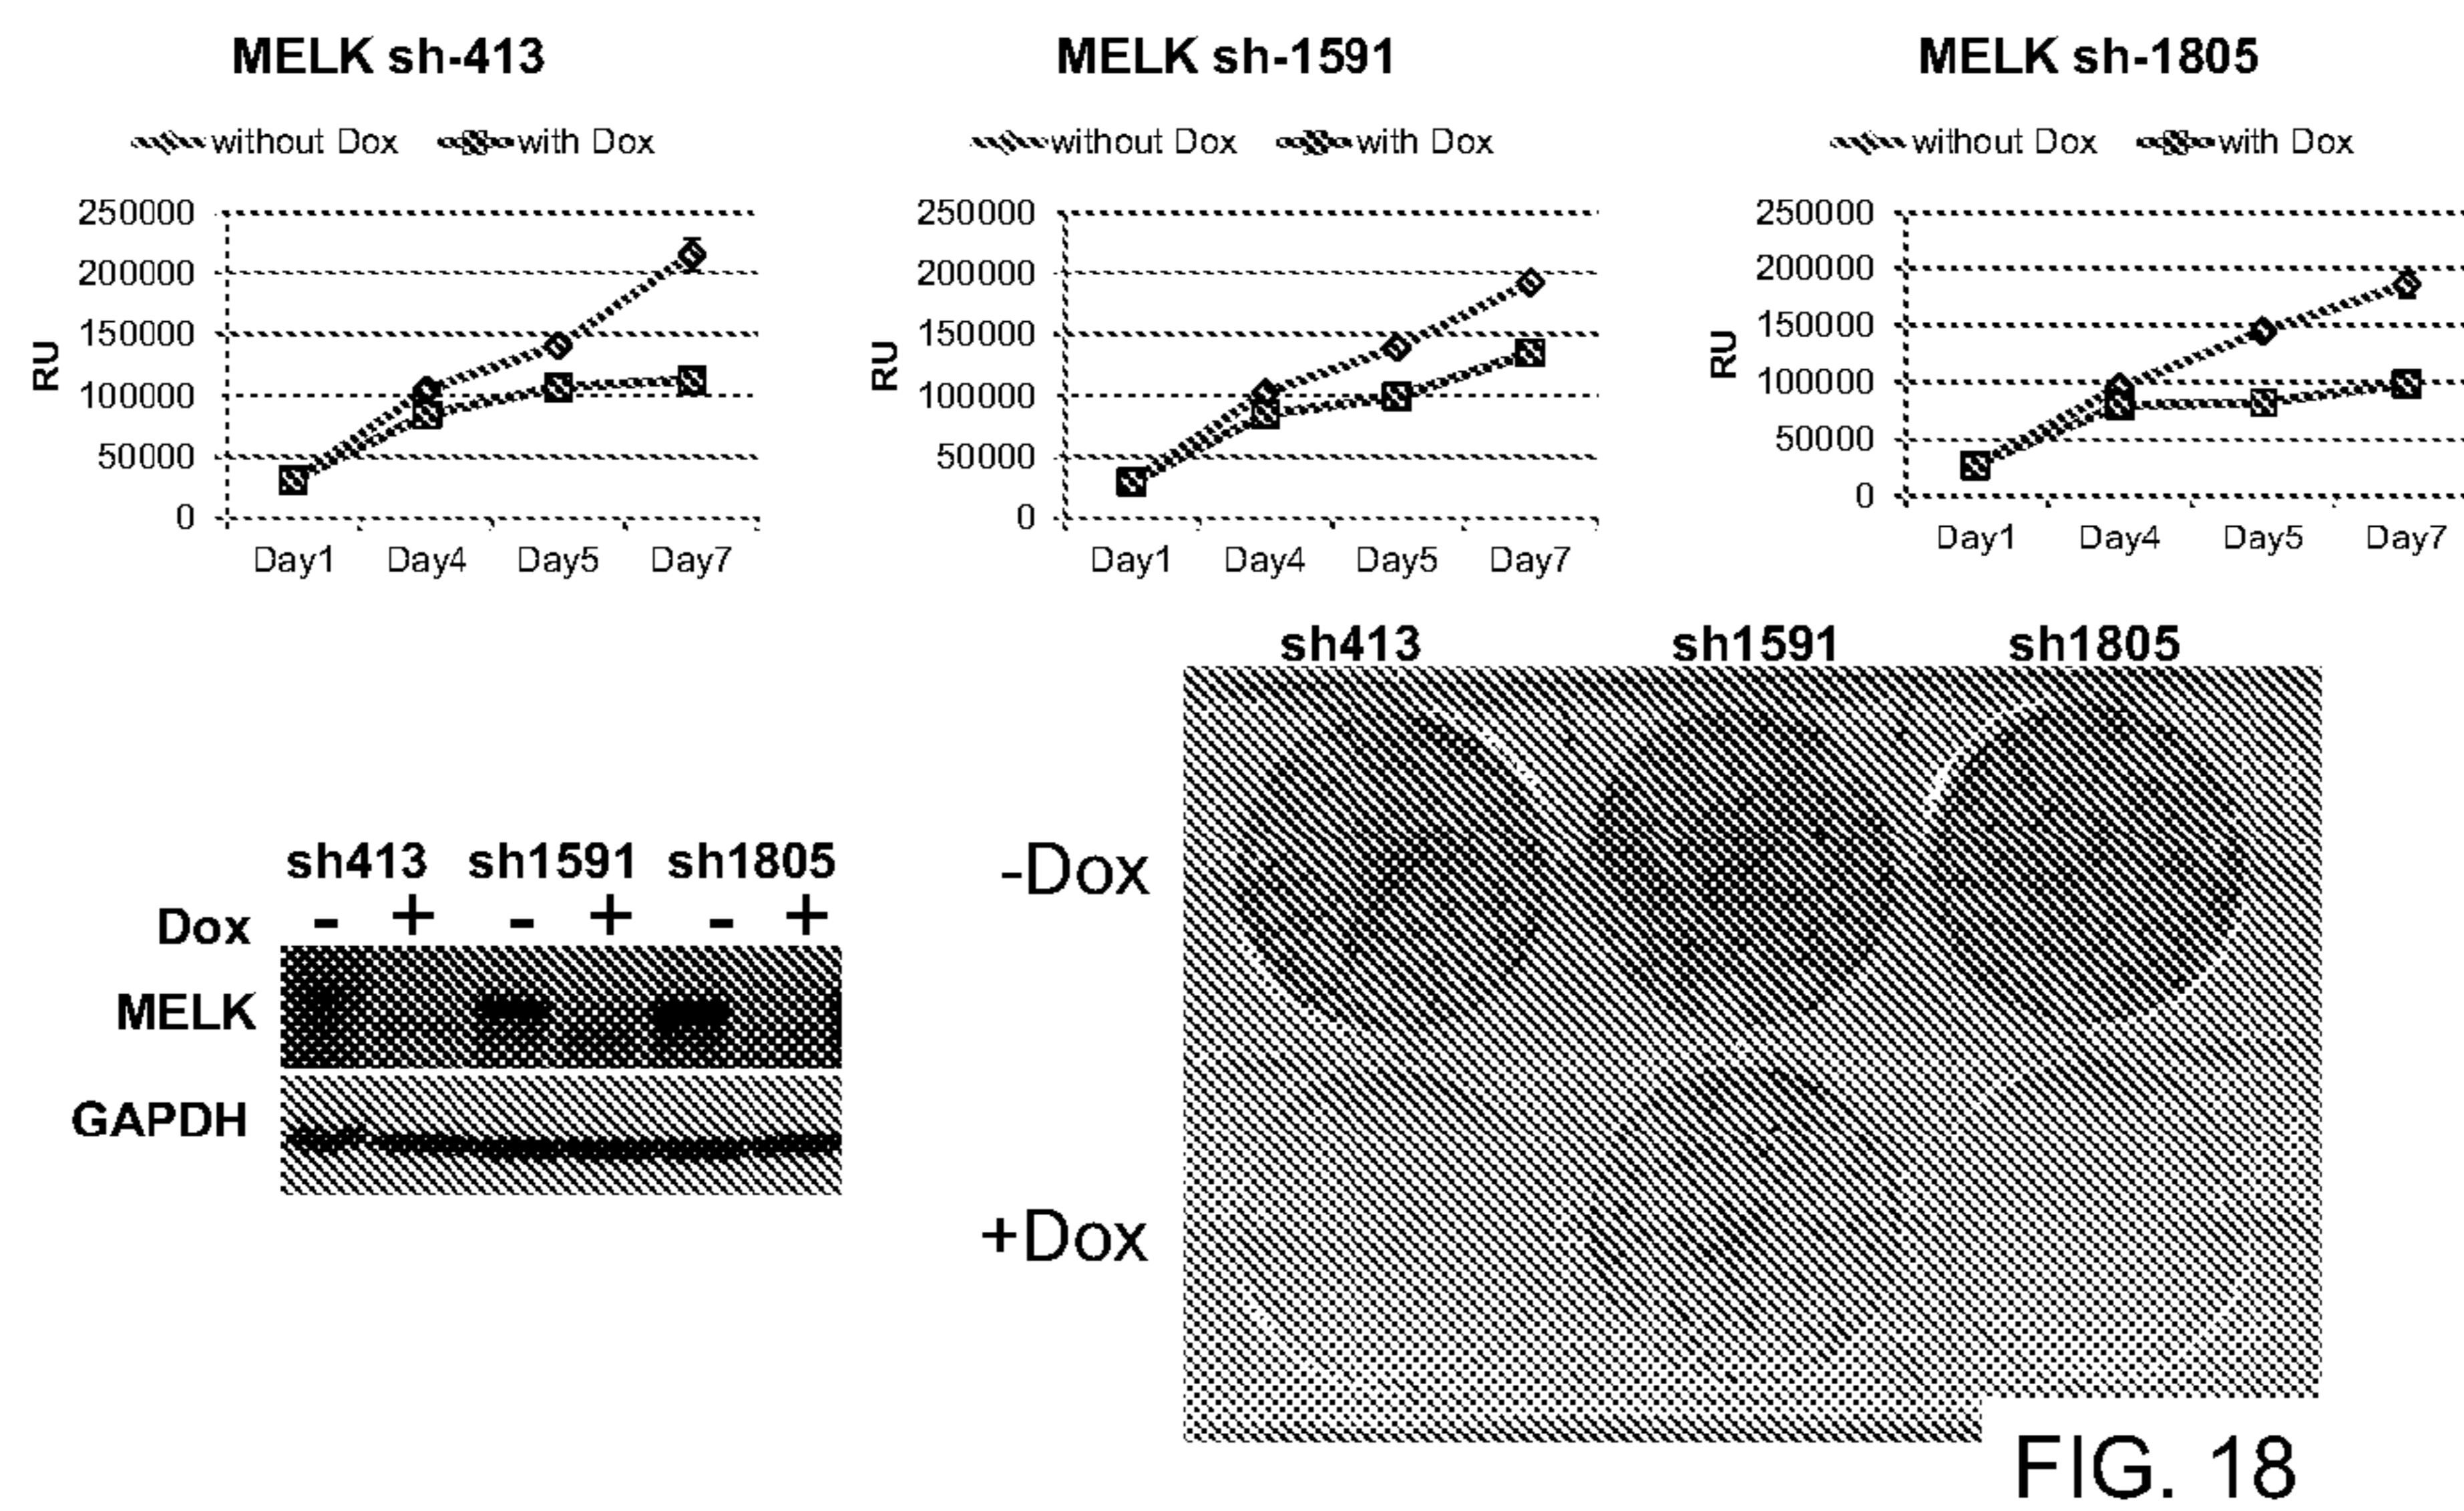 MELK sh-413
without Dox with Dox
250000
200000
150000
100000
50000
0
RU
Day1 Day4 Day5 Day7
MELK sh-1591
without Dox with Dox
250000
200000
150000
100000
50000
0
RU
Day1 Day4 Day5 Day7
MELK sh-1805
without Dox with Dox
250000
200000
150000
100000
50000
0
RU
Day1 Day4 Day5 Day7
sh413 sh1591 sh1805
Dox - + - + - +
MELK
GAPDH
sh413 sh1591 sh1805
-Dox
+Dox
FIG. 18